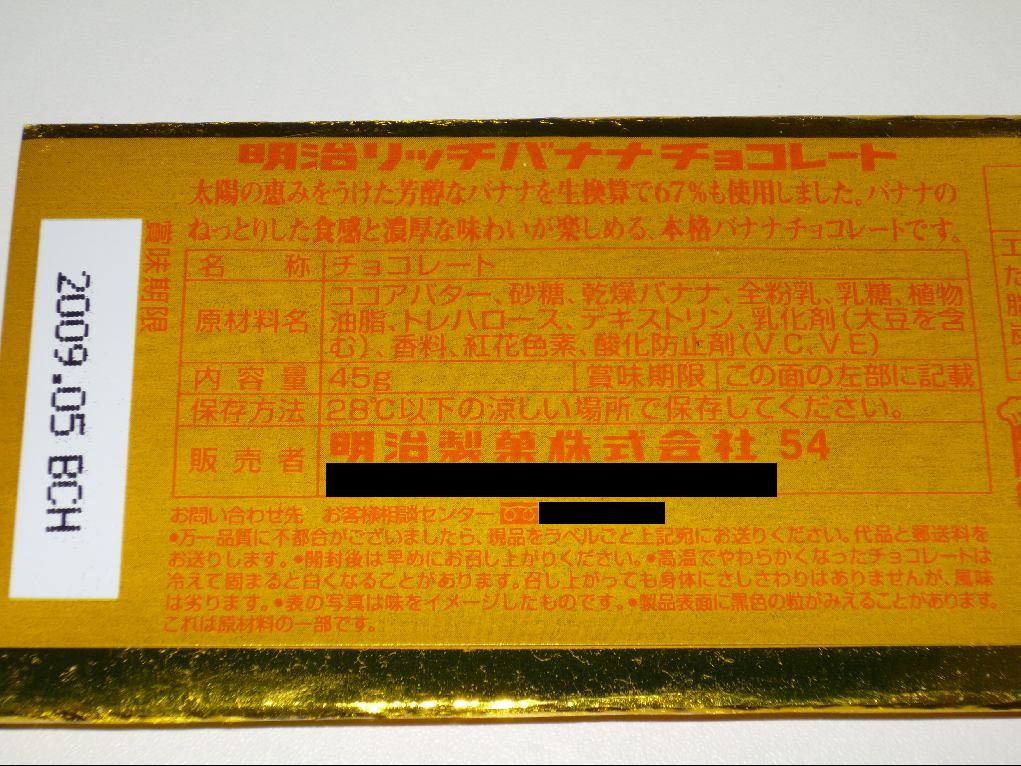 明治リッチバナナチョコレート
太陽の恵みをうけた芳醇なバナナを生換算で67%も使用しました。バナナの
ねっとりした食感と濃厚な味わいが楽しめる、本格バナナチョコレートです。
名称 チョコレート
原材料名 ココアバター、砂糖、乾燥バナナ、全粉乳、乳糖、植物
油脂、トレハロース、デキストリン、乳化剤(大豆を含
む)、香料、紅花色素、酸化防止剤(V.C、V.E)
内容量 45g 賞味期限 この面の左部に記載
保存方法 28℃以下の涼しい場所で保存してください。
販売者 明治製菓株式会社 54
お問い合わせ先 お客様相談センター
•万一品質に不都合がございましたら、現品をラベルごと上記宛にお送りください。代品と郵送料を
お送りします。•開封後は早めにお召し上がりください。•高温でやわらかくなったチョコレートは
冷えて固まると白くなることがあります。召し上がっても身体にさしさわりはありませんが、風味
は劣ります。•表の写真は味をイメージしたものです。•製品表面に黒色の粒がみえることがあります。
これは原材料の一部です。
賞味期限
2009.05 BCH